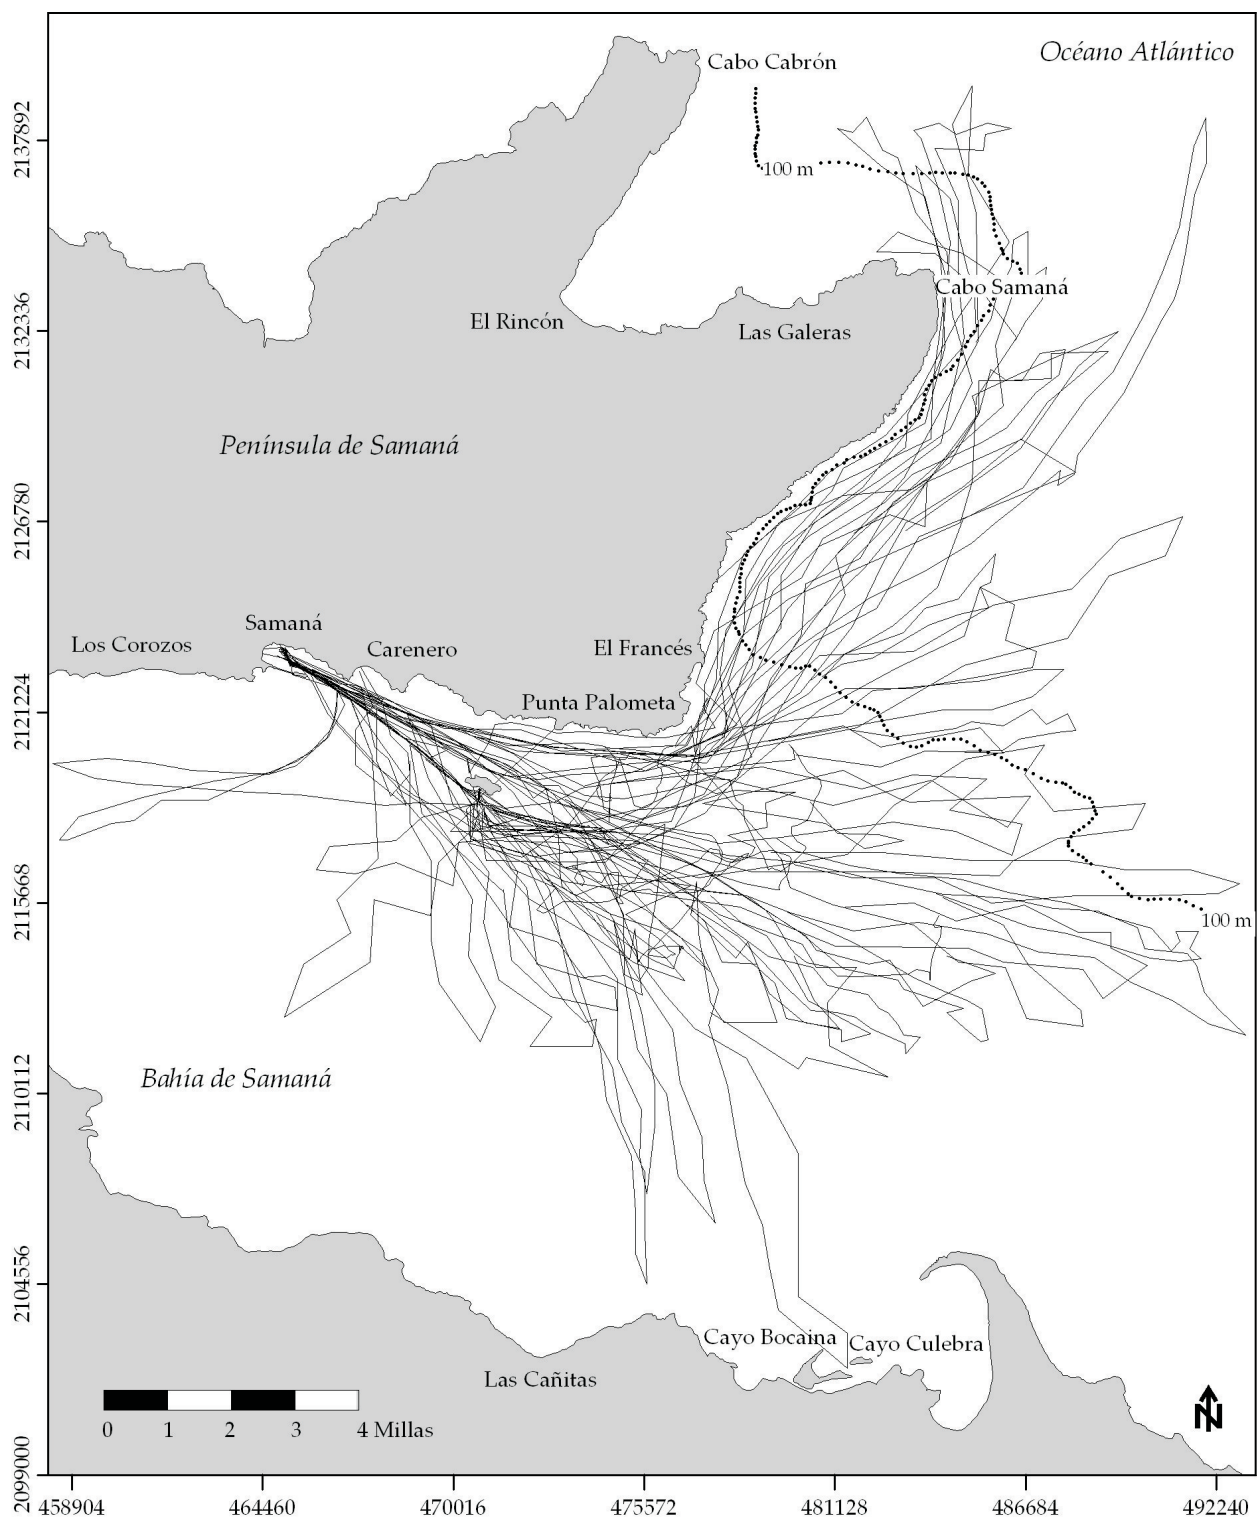 Océano Atlántico
Cabo Cabrón
2137892
100 m
Cabo Samaná
2132336
El Rincón
Las Galeras
Península de Samaná
2126780
Samaná
Los Corozos
Carenero
El Francés
Punta Palometa
2121224
2115668
100 m
Bahía de Samaná
2110112
2104556
Cayo Bocaina
Cayo Culebra
Las Cañitas
0 1 2 3 4 Millas
N
2099000
458904 464460 470016 475572 481128 486684 492240